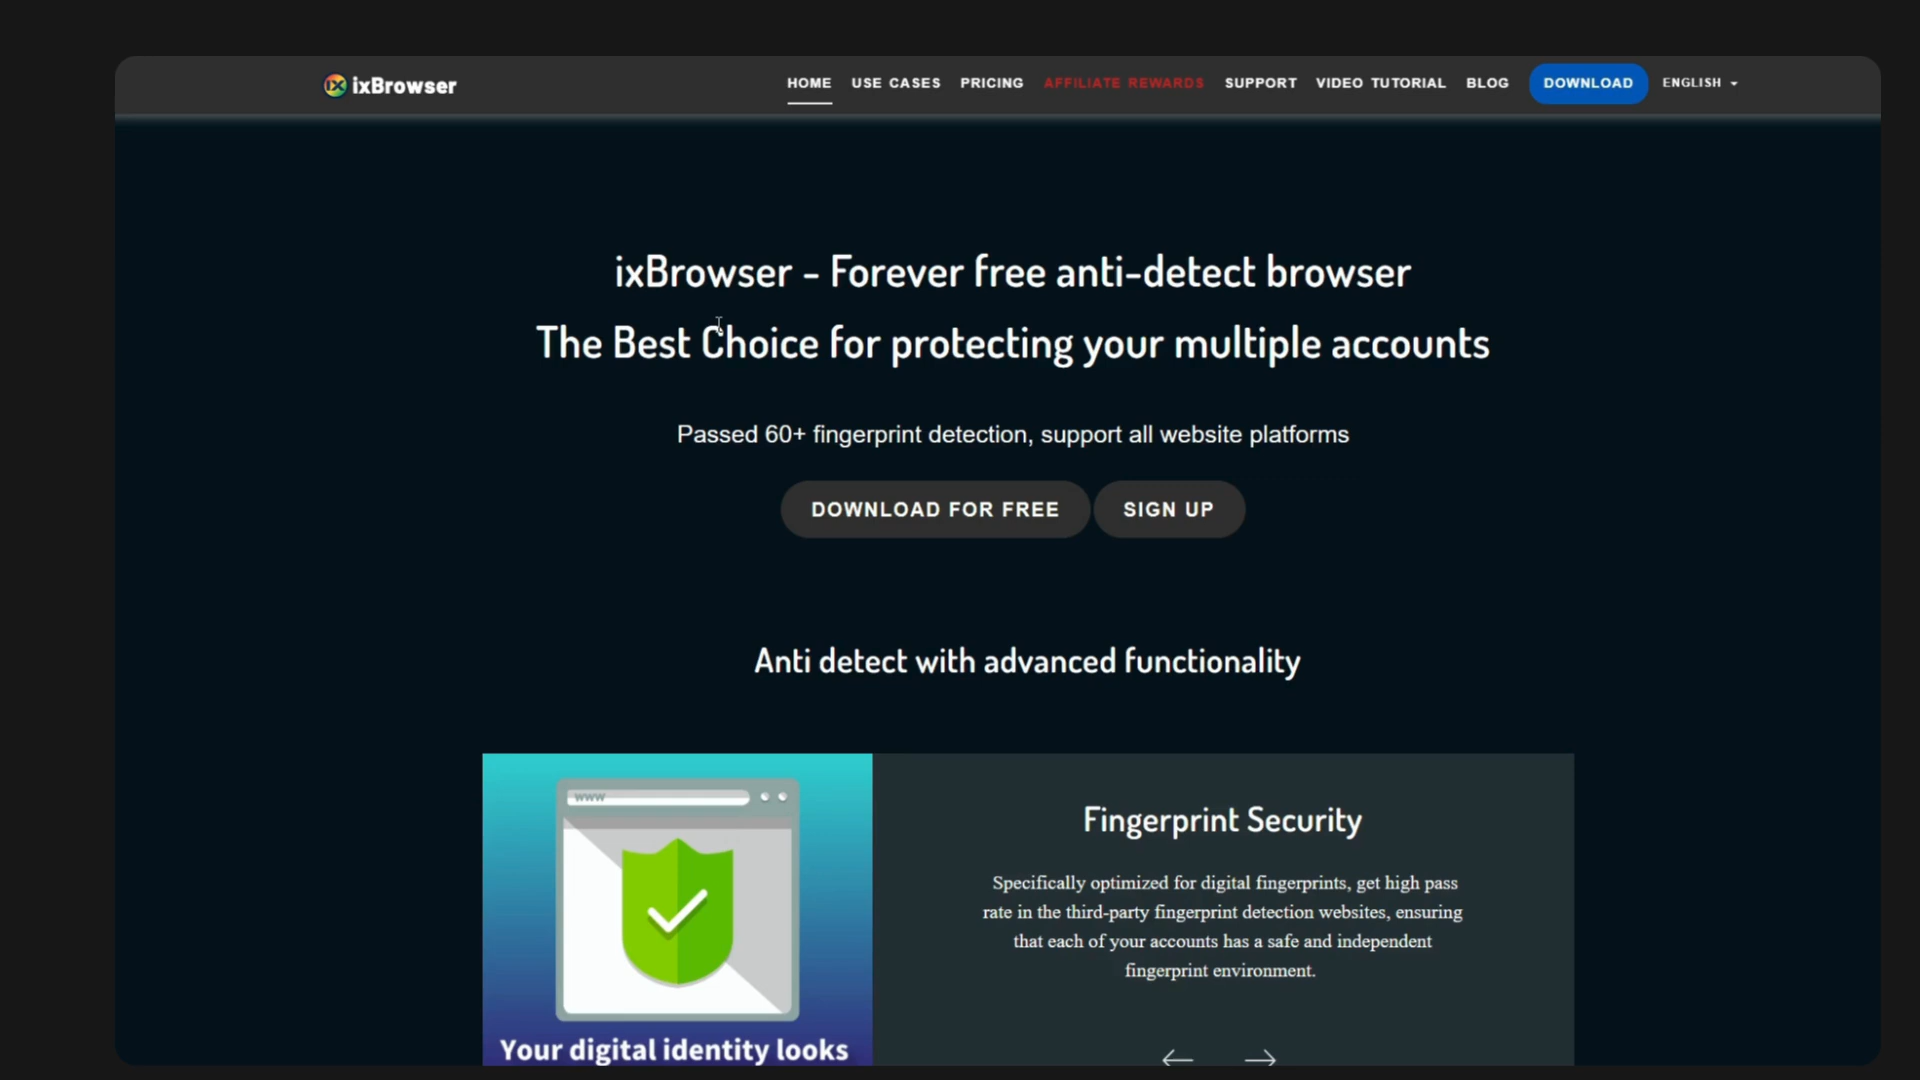 ixBrowser
HOME USE CASES PRICING AFFILIATE REWARDS SUPPORT VIDEO TUTORIAL BLOG DOWNLOAD ENGLISH
ixBrowser - Forever free anti-detect browser
The Best Choice for protecting your multiple accounts
Passed 60+ fingerprint detection, support all website platforms
DOWNLOAD FOR FREE SIGN UP
Anti detect with advanced functionality
www
Your digital identity looks
Fingerprint Security
Specifically optimized for digital fingerprints, get high pass
rate in the third-party fingerprint detection websites, ensuring
that each of your accounts has a safe and independent
fingerprint environment.